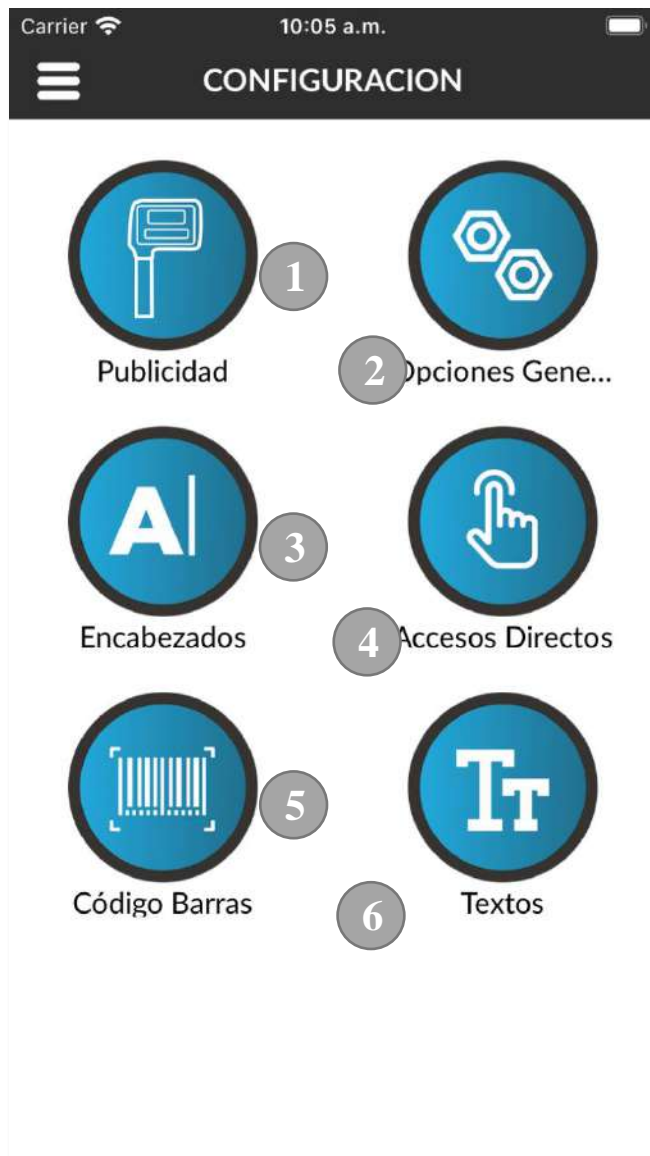 Carrier 10:05 a.m.
CONFIGURACION
1
Publicidad
2 Opciones Gene...
A
3
Encabezados
4 Accesos Directos
5
TT
Código Barras
6
Textos